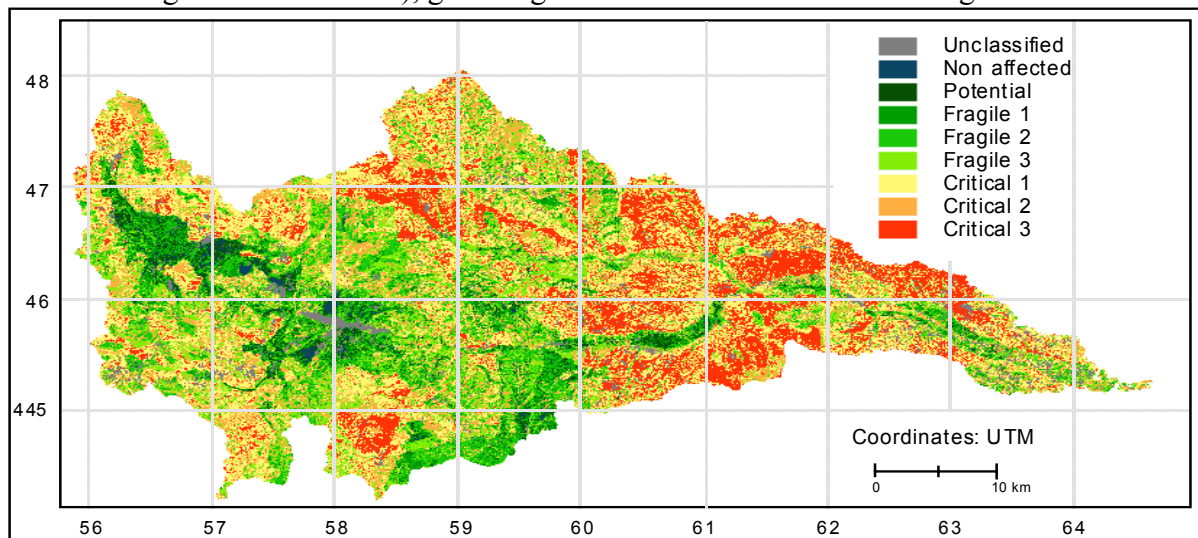 Unclassified
Non affected
Potential
Fragile 1
Fragile 2
Fragile 3
Critical 1
Critical 2
Critical 3
48
47
46
445
Coordinates: UTM
0 10 km
56 57 58 59 60 61 62 63 64